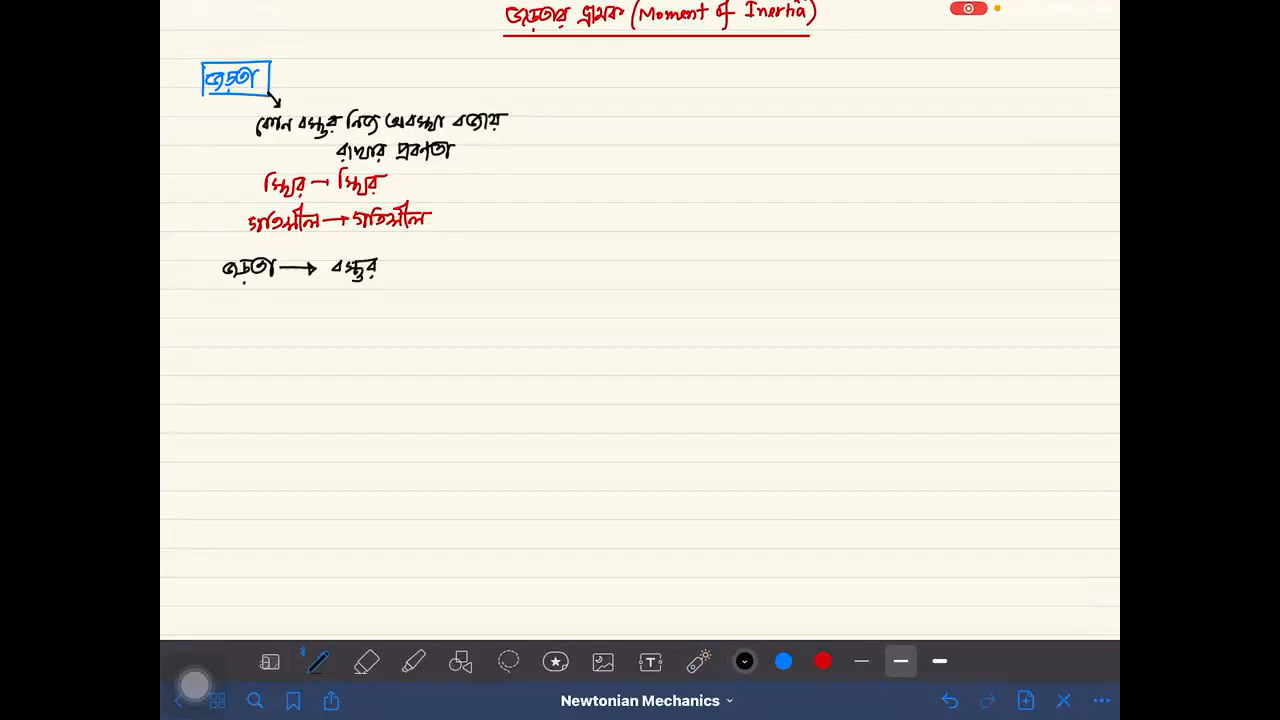 জড়তার ভ্রামক (Moment of Inertia)
জড়তা
কোন বস্তুর নিজ অবস্থা বজায়
রাখার প্রবণতা
স্থির → স্থির
গতিশীল → গতিশীল
জড়তা → বস্তুর
Newtonian Mechanics